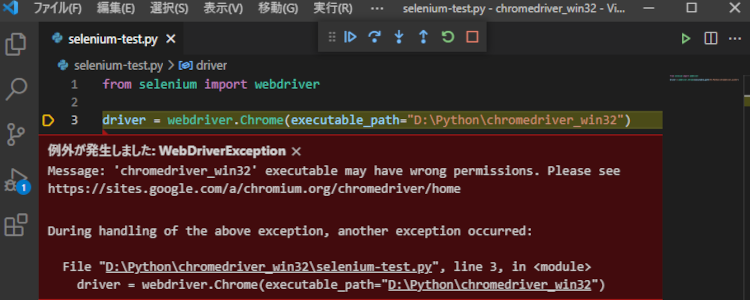 ファイル(F) 編集(E) 選択(S) 表示(V) 移動(G) 実行(R) ··· selenium-test.py - chromedriver_win32 - Vi...
selenium-test.py ×
selenium-test.py > driver
1 from selenium import webdriver
2
3 driver = webdriver.Chrome(executable_path="D:\Python\chromedriver_win32")
例外が発生しました: WebDriverException ×
Message: 'chromedriver_win32' executable may have wrong permissions. Please see
https://sites.google.com/a/chromium.org/chromedriver/home
During handling of the above exception, another exception occurred:
File "D:\Python\chromedriver_win32\selenium-test.py", line 3, in <module>
driver = webdriver.Chrome(executable_path="D:\Python\chromedriver_win32")
1